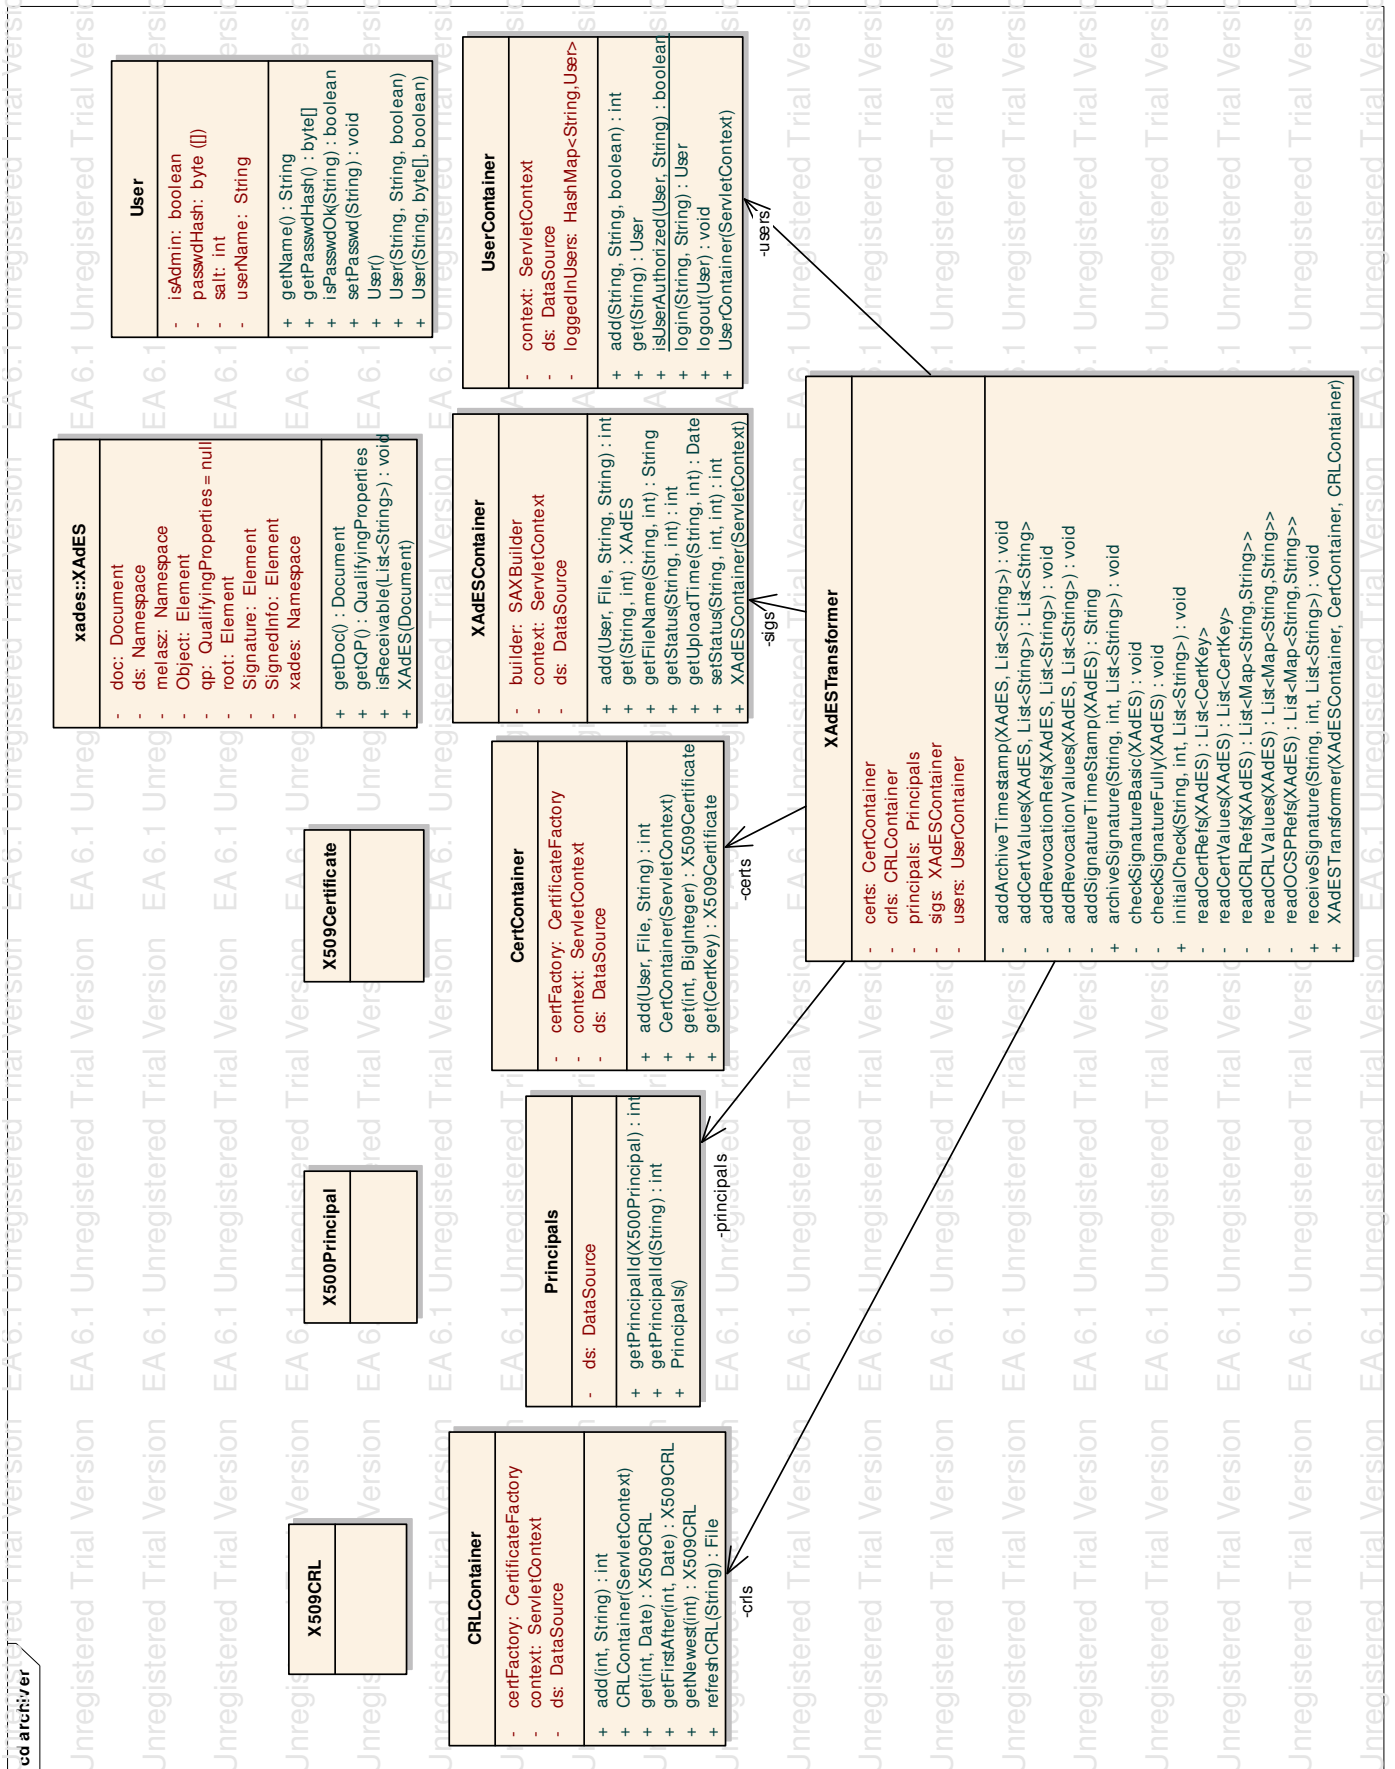 cd archiver
X509CRL
X500Principal
X509Certificate
xades::XAdES
- doc: Document
- ds: Namespace
- melasz: Namespace
- Object: Element
- qp: QualifyingProperties = null
- root: Element
- Signature: Element
- SignedInfo: Element
- xades: Namespace
+ getDoc() : Document
+ getQP() : QualifyingProperties
+ isReceivable(List<String>) : void
+ XAdES(Document)
User
- isAdmin: boolean
- passwdHash: byte ([])
- salt: int
- userName: String
+ getName() : String
+ getPasswdHash() : byte[]
+ isPasswdOk(String) : boolean
+ setPasswd(String) : void
+ User()
+ User(String, String, boolean)
+ User(String, byte[], boolean)
CRLContainer
- certFactory: CertificateFactory
- context: ServletContext
- ds: DataSource
+ add(int, String) : int
+ CRLContainer(ServletContext)
+ get(int, Date) : X509CRL
+ getFirstAfter(int, Date) : X509CRL
+ getNewest(int) : X509CRL
+ refreshCRL(String) : File
Principals
- ds: DataSource
+ getPrincipalId(X500Principal) : int
+ getPrincipalId(String) : int
+ Principals()
CertContainer
- certFactory: CertificateFactory
- context: ServletContext
- ds: DataSource
+ add(User, File, String) : int
+ CertContainer(ServletContext)
+ get(int, BigInteger) : X509Certificate
+ get(CertKey) : X509Certificate
XAdESContainer
- builder: SAXBuilder
- context: ServletContext
- ds: DataSource
+ add(User, File, String, String) : int
+ get(String, int) : XAdES
+ getFileName(String, int) : String
+ getStatus(String, int) : int
+ getUploadTime(String, int) : Date
+ setStatus(String, int, int) : int
+ XAdESContainer(ServletContext)
UserContainer
- context: ServletContext
- ds: DataSource
- loggedInUsers: HashMap<String,User>
+ add(String, String, boolean) : int
+ get(String) : User
+ isUserAuthorized(User, String) : boolean
+ login(String, String) : User
+ logout(User) : void
+ UserContainer(ServletContext)
-crls
-principals
-certs
-sigs
-users
XAdESTransformer
- certs: CertContainer
- crls: CRLContainer
- principals: Principals
- sigs: XAdESContainer
- users: UserContainer
- addArchiveTimestamp(XAdES, List<String>) : void
- addCertValues(XAdES, List<String>) : List<String>
- addRevocationRefs(XAdES, List<String>) : void
- addRevocationValues(XAdES, List<String>) : void
- addSignatureTimeStamp(XAdES) : String
+ archiveSignature(String, int, List<String>) : void
- checkSignatureBasic(XAdES) : void
- checkSignatureFully(XAdES) : void
+ initialCheck(String, int, List<String>) : void
- readCertRefs(XAdES) : List<CertKey>
- readCertValues(XAdES) : List<CertKey>
- readCRLRefs(XAdES) : List<Map<String,String>>
- readCRLValues(XAdES) : List<Map<String,String>>
- readOCSPRefs(XAdES) : List<Map<String,String>>
+ receiveSignature(String, int, List<String>) : void
+ XAdESTransformer(XAdESContainer, CertContainer, CRLContainer)
EA 6.1 Unregistered Trial Version